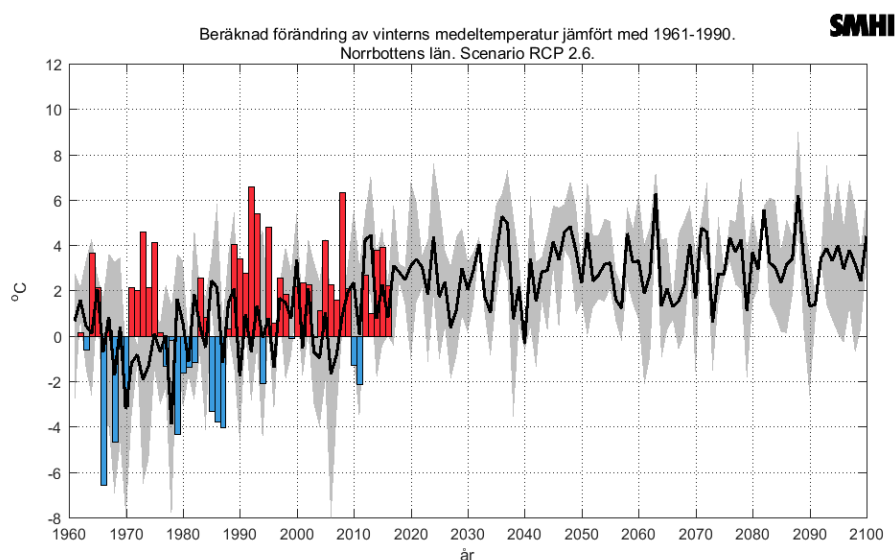 SMHI
Beräknad förändring av vinterns medeltemperatur jämfört med 1961-1990.
Norrbottens län. Scenario RCP 2.6.
12
10
8
6
4
2
0
-2
-4
-6
-8
°C
1960 1970 1980 1990 2000 2010 2020 2030 2040 2050 2060 2070 2080 2090 2100
år